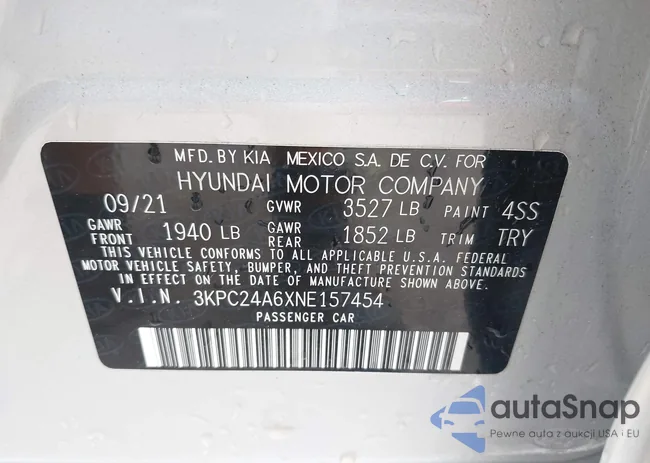 MFD. BY KIA MEXICO S.A. DE C.V. FOR
HYUNDAI MOTOR COMPANY
09/21 GVWR 3527 LB PAINT 4SS
GAWR FRONT 1940 LB GAWR REAR 1852 LB TRIM TRY
THIS VEHICLE CONFORMS TO ALL APPLICABLE U.S.A. FEDERAL
MOTOR VEHICLE SAFETY, BUMPER, AND THEFT PREVENTION STANDARDS
IN EFFECT ON THE DATE OF MANUFACTURE SHOWN ABOVE.
V.I.N. 3KPC24A6XNE157454
PASSENGER CAR
autaSnap
Pewne auta z aukcji USA i EU